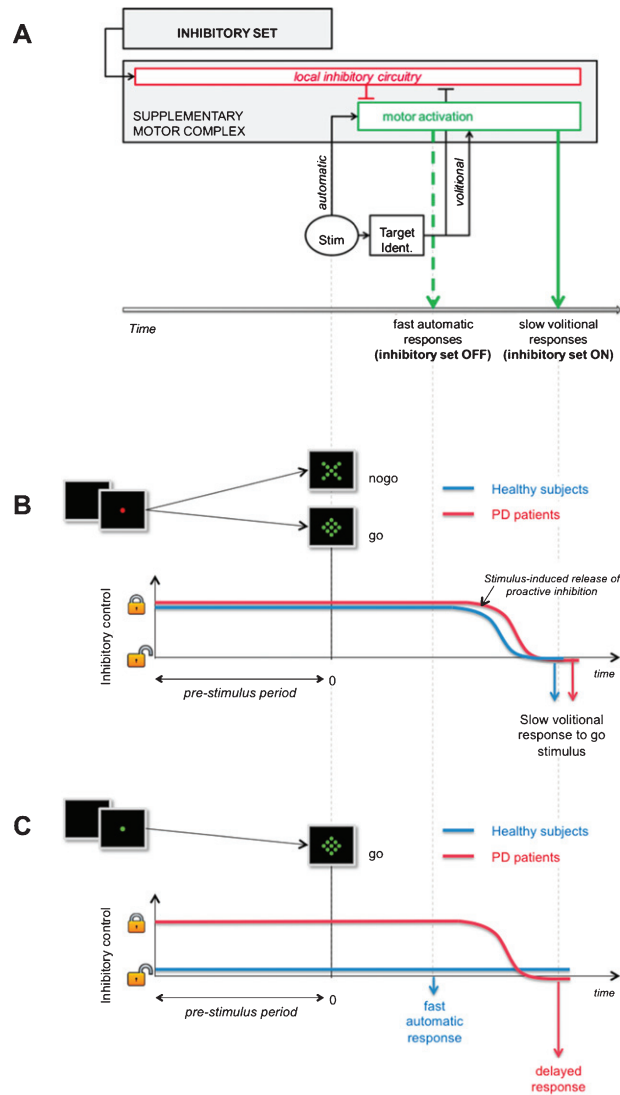 A
INHIBITORY SET
local inhibitory circuitry
SUPPLEMENTARY
MOTOR COMPLEX
motor activation
automatic
volitional
Stim
Target
Ident.
Time
fast automatic
responses
(inhibitory set OFF)
slow volitional
responses
(inhibitory set ON)
B
nogo
go
Healthy subjects
PD patients
Inhibitory control
Stimulus-induced release of
proactive inhibition
time
0
pre-stimulus period
Slow volitional
response to go
stimulus
C
go
Healthy subjects
PD patients
Inhibitory control
time
0
pre-stimulus period
fast
automatic
response
delayed
response